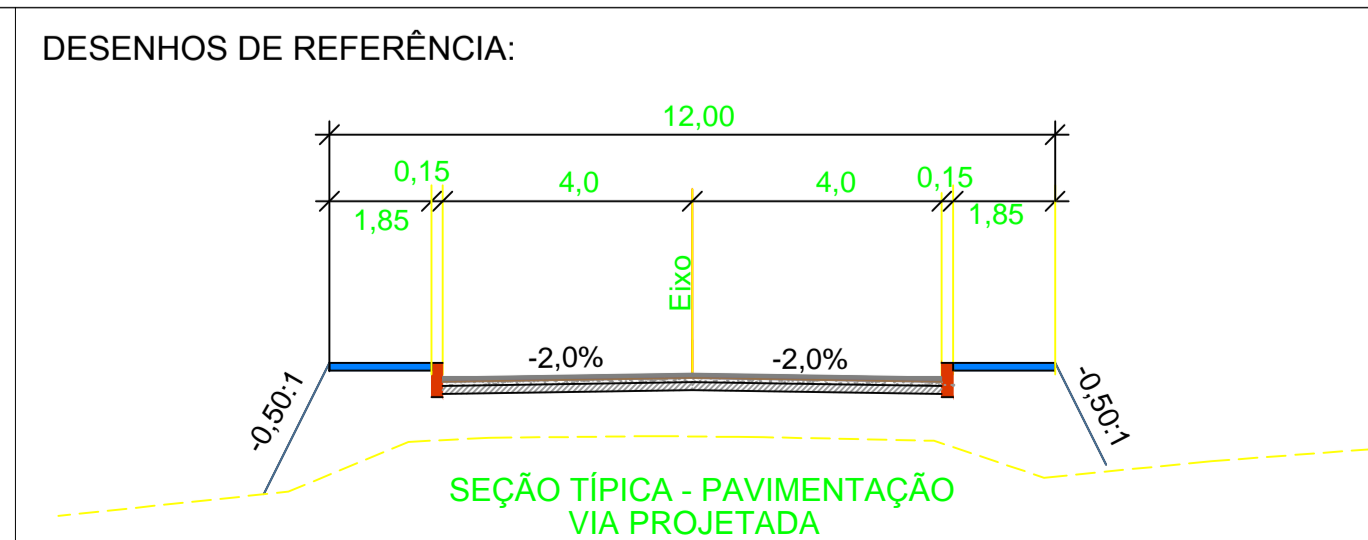 DESENHOS DE REFERÊNCIA:
12,00
0,15
4,0
4,0
0,15
1,85
1,85
Eixo
-2,0%
-2,0%
-0,50:1
-0,50:1
SEÇÃO TÍPICA - PAVIMENTAÇÃO
VIA PROJETADA